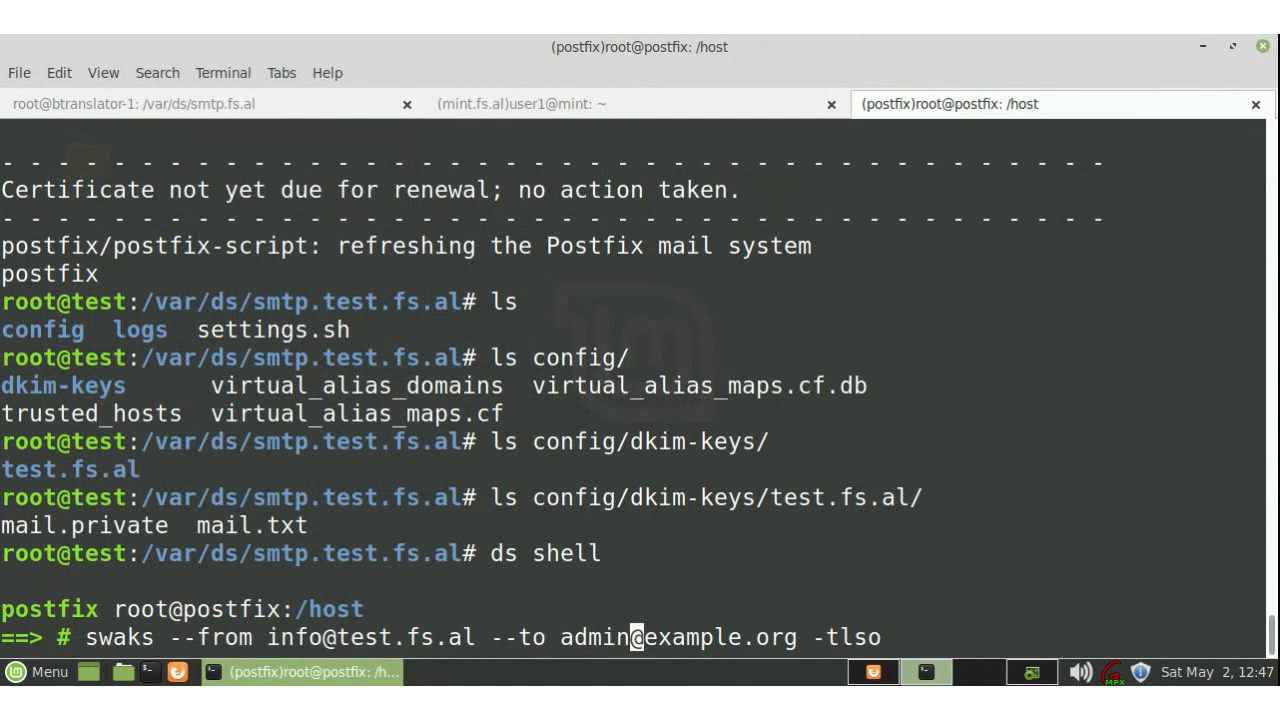 (postfix)root@postfix: /host
File Edit View Search Terminal Tabs Help
root@btranslator-1: /var/ds/smtp.fs.al (mint.fs.al)user1@mint: ~ (postfix)root@postfix: /host
- - - - - - - - - - - - - - - - - - - - - - - - - - - - - - - - - - - - - - - -
Certificate not yet due for renewal; no action taken.
- - - - - - - - - - - - - - - - - - - - - - - - - - - - - - - - - - - - - - - -
postfix/postfix-script: refreshing the Postfix mail system
postfix
root@test:/var/ds/smtp.test.fs.al# ls
config  logs  settings.sh
root@test:/var/ds/smtp.test.fs.al# ls config/
dkim-keys      virtual_alias_domains  virtual_alias_maps.cf.db
trusted_hosts  virtual_alias_maps.cf
root@test:/var/ds/smtp.test.fs.al# ls config/dkim-keys/
test.fs.al
root@test:/var/ds/smtp.test.fs.al# ls config/dkim-keys/test.fs.al/
mail.private  mail.txt
root@test:/var/ds/smtp.test.fs.al# ds shell
postfix root@postfix:/host
==> # swaks --from info@test.fs.al --to admin@example.org -tlso
Menu (postfix)root@postfix: /h... MPX Sat May 2, 12:47